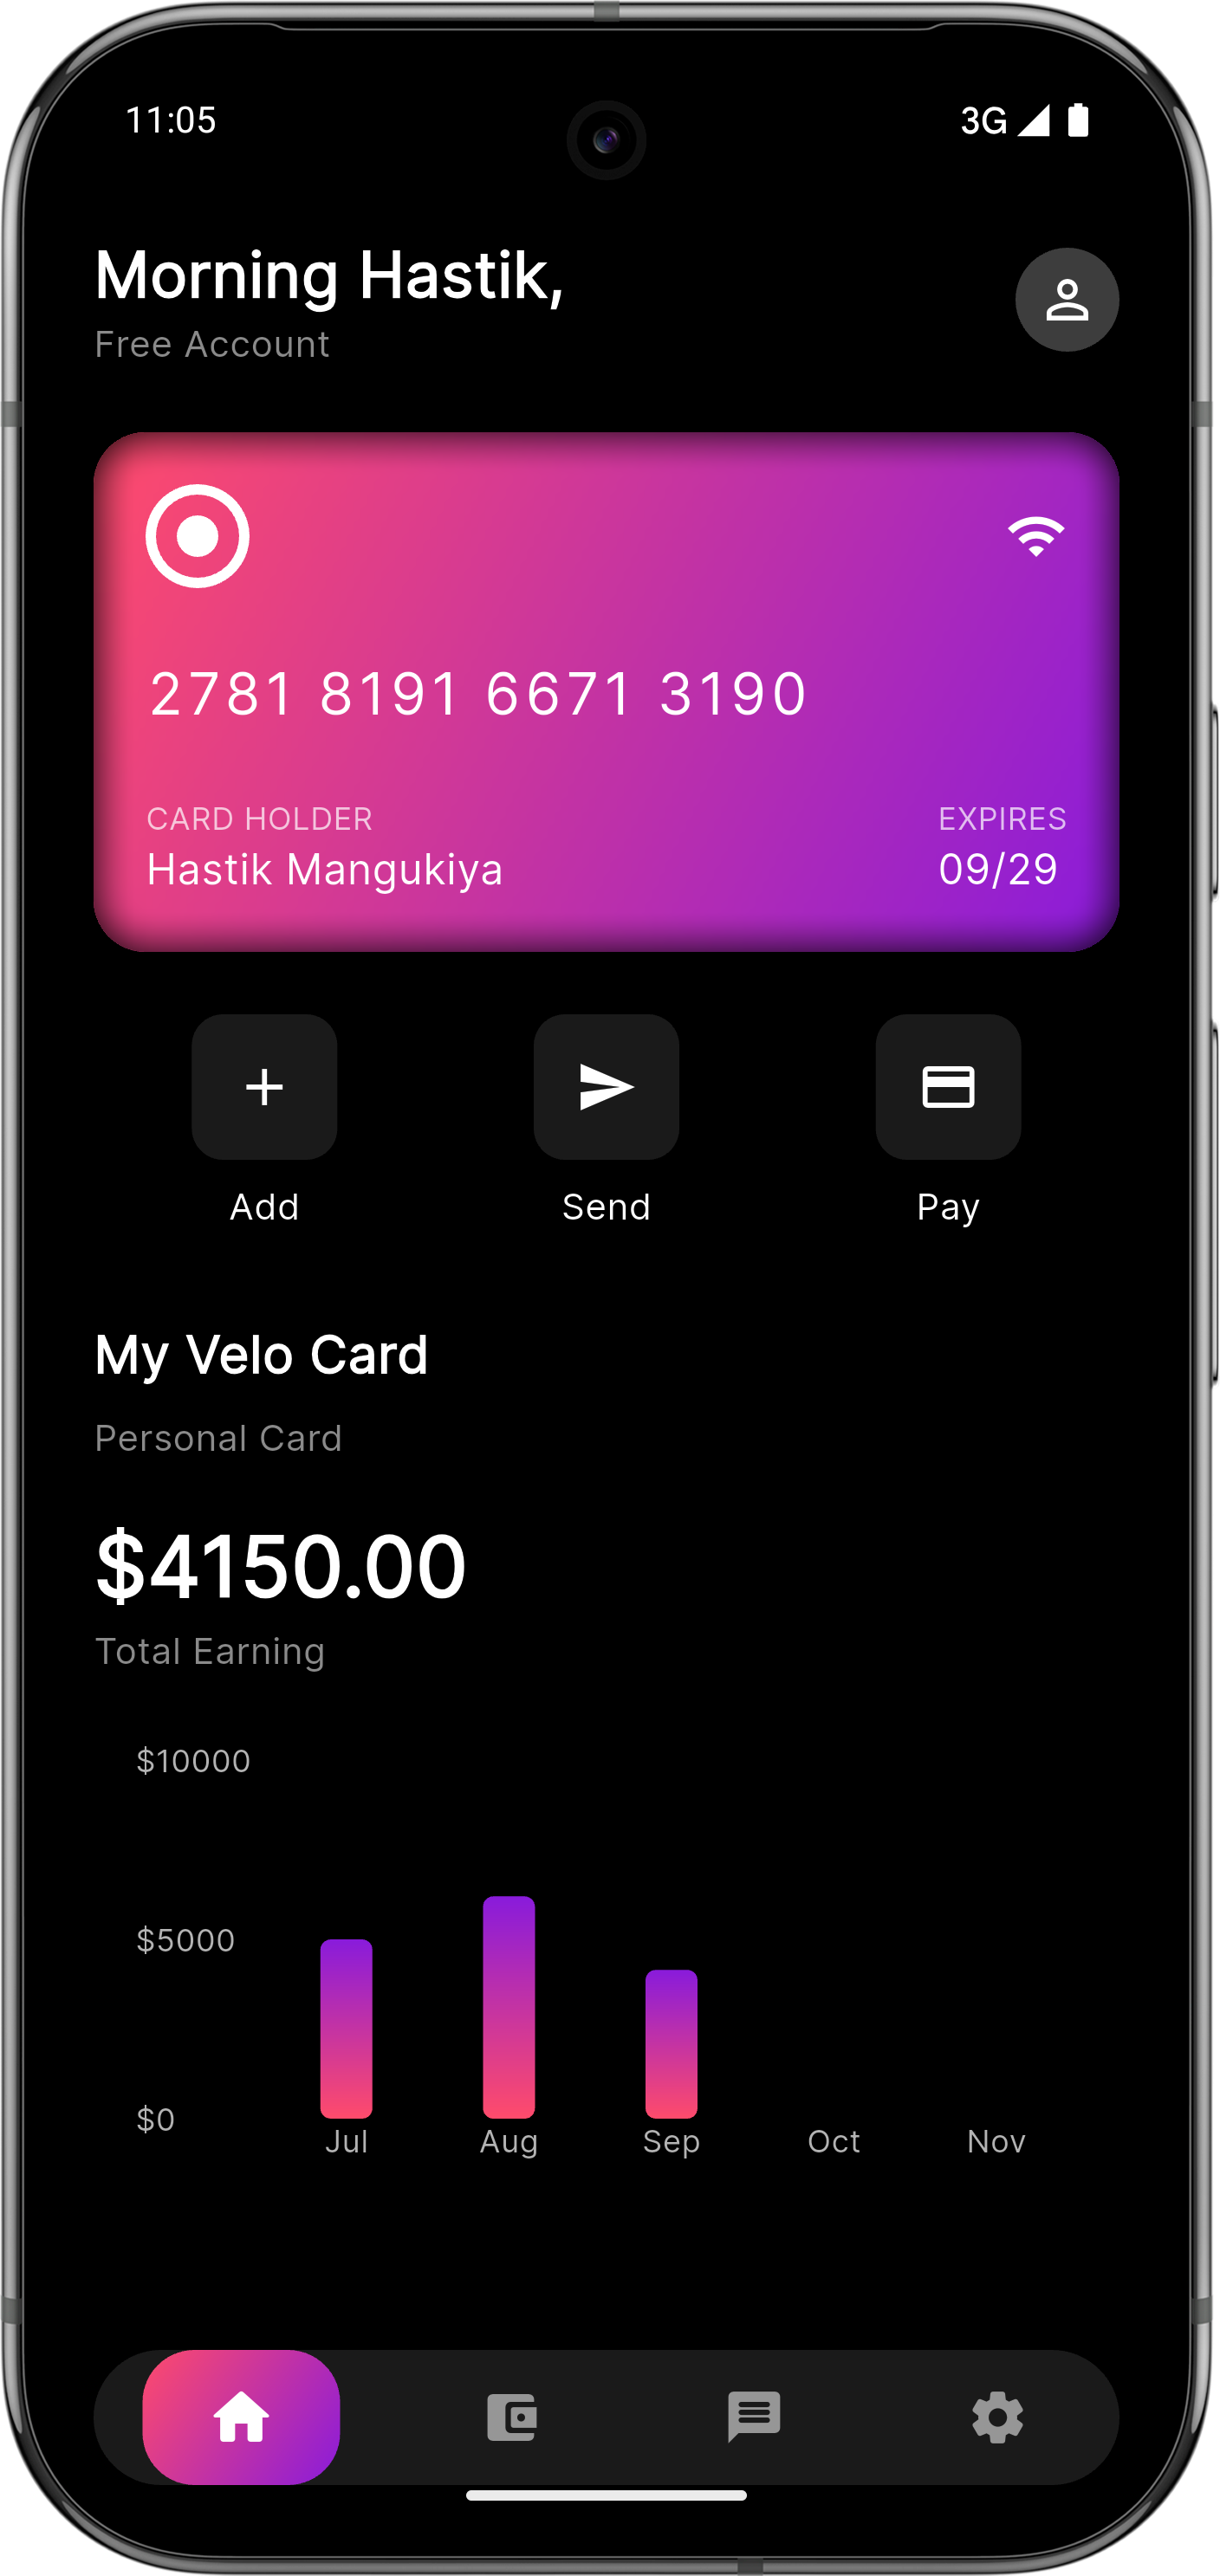 11:05
3G
Morning Hastik,
Free Account
2781 8191 6671 3190
CARD HOLDER
EXPIRES
Hastik Mangukiya
09/29
Add
Send
Pay
My Velo Card
Personal Card
$4150.00
Total Earning
$10000
$5000
$0
Jul
Aug
Sep
Oct
Nov